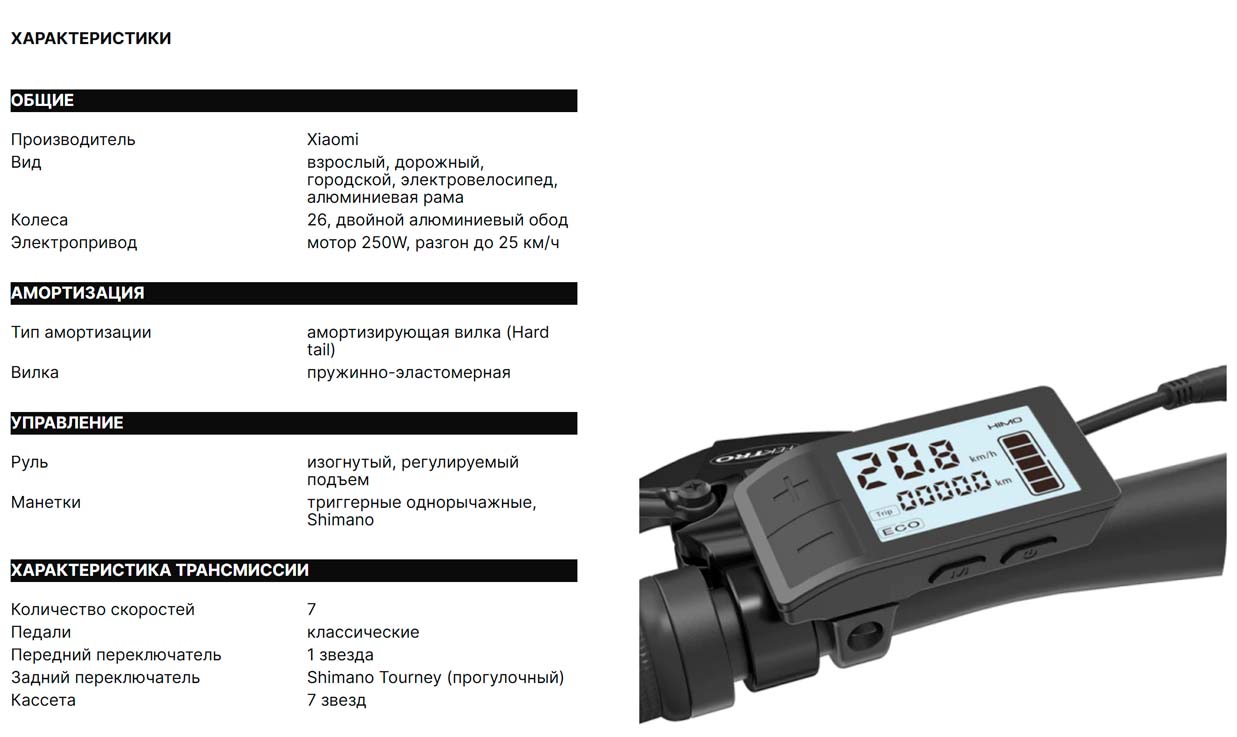 ХАРАКТЕРИСТИКИ
ОБЩИЕ
Производитель Xiaomi
Вид взрослый, дорожный,
городской, электровелосипед,
алюминиевая рама
Колеса 26, двойной алюминиевый обод
Электропривод мотор 250W, разгон до 25 км/ч
АМОРТИЗАЦИЯ
Тип амортизации амортизирующая вилка (Hard
tail)
Вилка пружинно-эластомерная
УПРАВЛЕНИЕ
Руль изогнутый, регулируемый
подъем
Манетки триггерные однорычажные,
Shimano
ХАРАКТЕРИСТИКА ТРАНСМИССИИ
Количество скоростей 7
Педали классические
Передний переключатель 1 звезда
Задний переключатель Shimano Tourney (прогулочный)
Кассета 7 звезд
TEKTRO
HIMO
20.8 km/h
0000.0 km
Trip
ECO
M